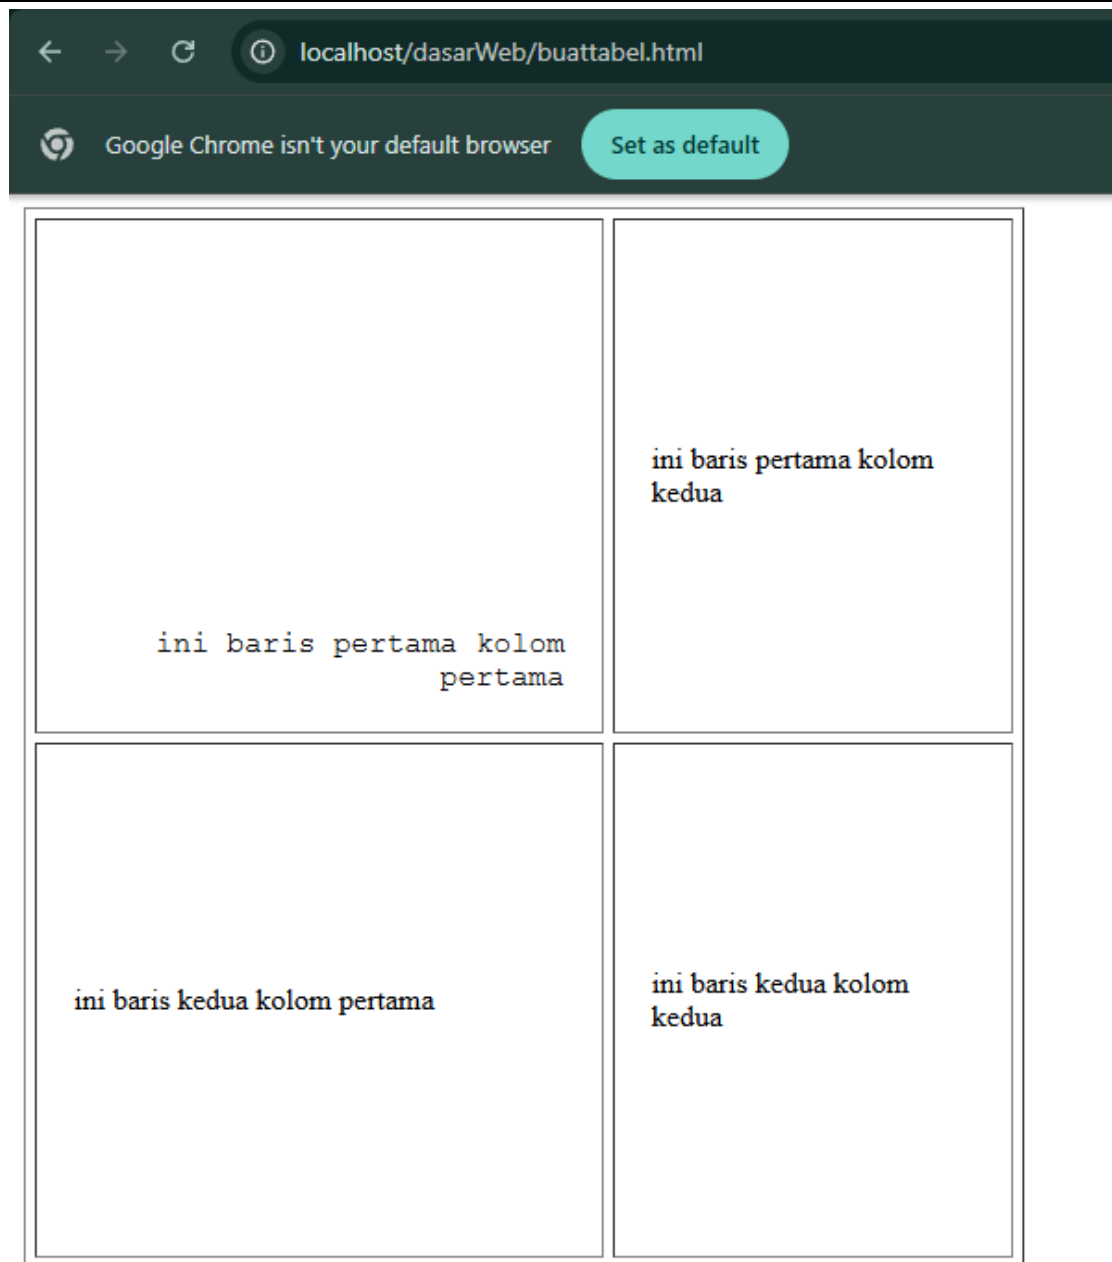 localhost/dasarWeb/buattabel.html
Google Chrome isn't your default browser
Set as default
ini baris pertama kolom
pertama
ini baris pertama kolom
kedua
ini baris kedua kolom pertama
ini baris kedua kolom
kedua